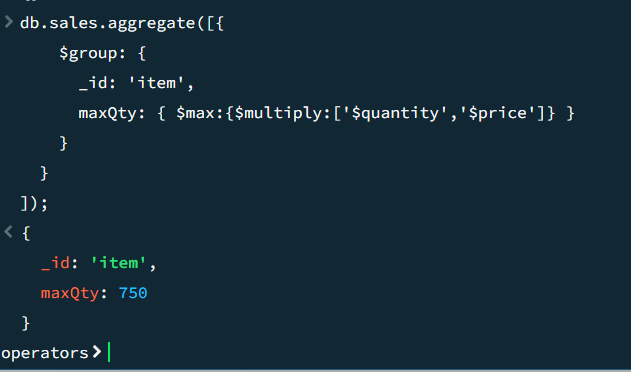 > db.sales.aggregate([{
$group: {
_id: 'item',
maxQty: { $max:{$multiply:['$quantity','$price']} }
}
}
]);
< {
_id: 'item',
maxQty: 750
}
operators>